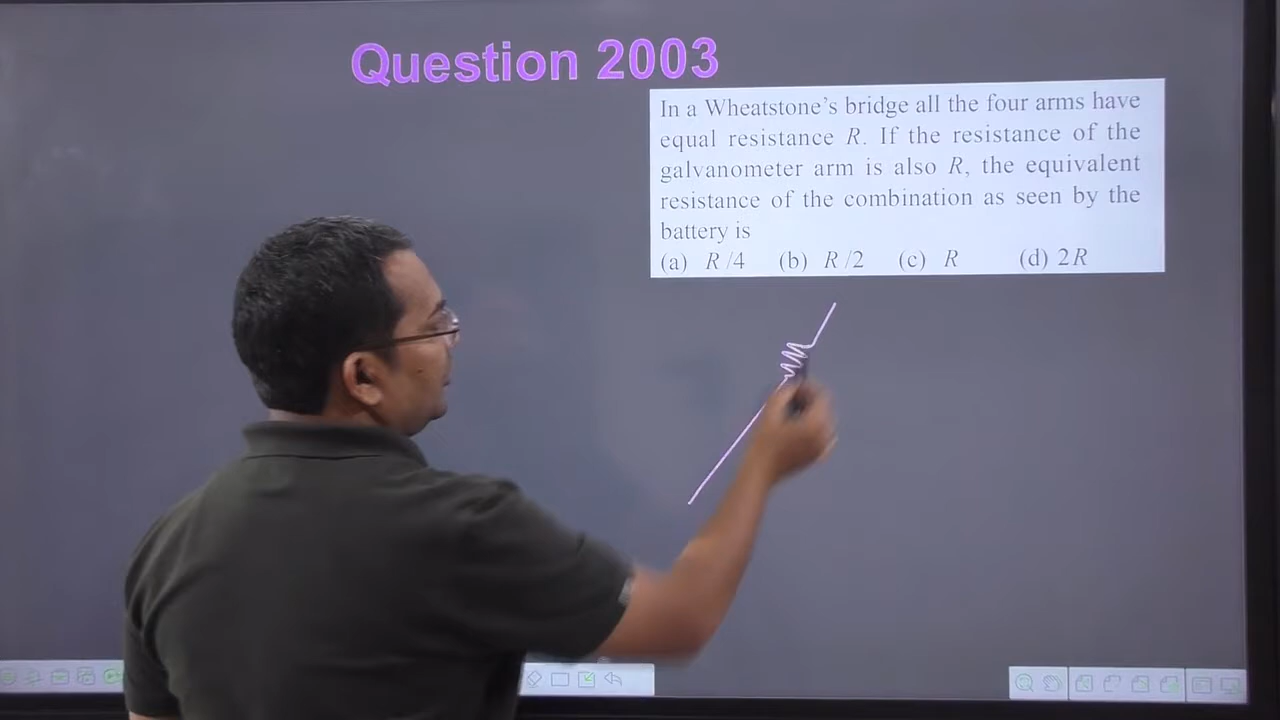 Question 2003
In a Wheatstone's bridge all the four arms have
equal resistance R. If the resistance of the
galvanometer arm is also R, the equivalent
resistance of the combination as seen by the
battery is
(a) R/4 (b) R/2 (c) R (d) 2R